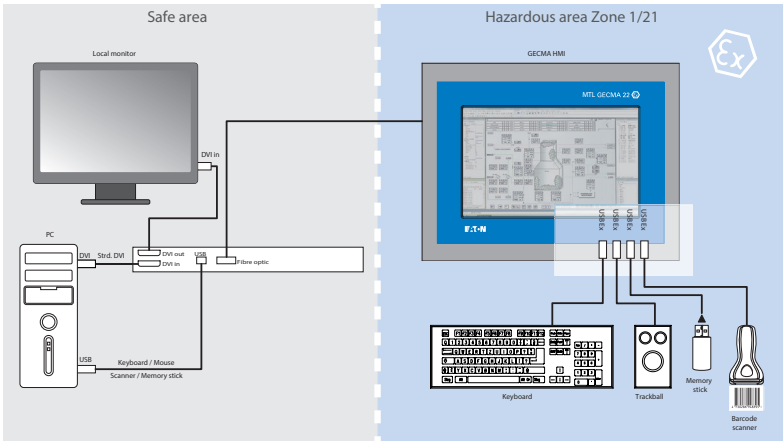 Safe area
Hazardous area Zone 1/21
Local monitor
GECMA HMI
Ex
MTL GECMA 22
DVI in
USB Ex
USB Ex
USB Ex
USB Ex
E·T·N
PC
DVI
Strd. DVI
DVI out
DVI in
USB
Fibre optic
USB
Keyboard / Mouse
Scanner / Memory stick
Keyboard
Trackball
Memory
stick
Barcode
scanner